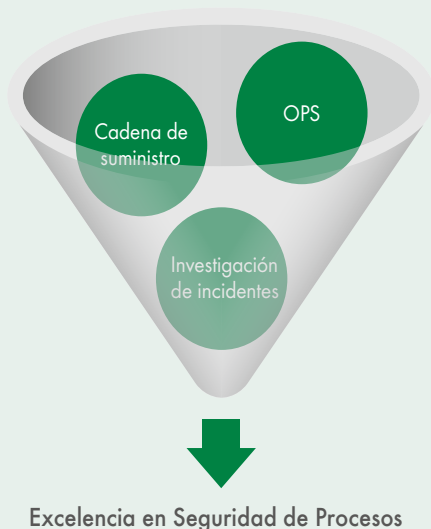 OPS
Cadena de
suministro
Investigación
de incidentes
Excelencia en Seguridad de Procesos